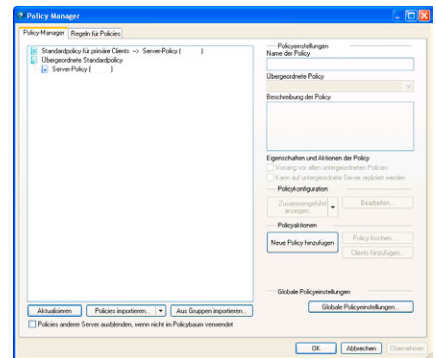 Policy Manager
Policy Manager
Regeln für Policies
Standardpolicy für primäre Clients -> Server-Policy (        )
Übergeordnete Standardpolicy
Server-Policy (        )
Policyeinstellungen
Name der Policy
Übergeordnete Policy
Beschreibung der Policy
Eigenschaften und Aktionen der Policy
Vorrang vor allen untergeordneten Policies
Kann auf untergeordnete Server repliziert werden
Policykonfiguration
Zusammengeführt anzeigen...
Bearbeiten...
Policyaktionen
Neue Policy hinzufügen
Policy löschen...
Clients hinzufügen...
Globale Policyeinstellungen
Globale Policyeinstellungen...
Aktualisieren
Policies importieren...
Aus Gruppen importieren...
Policies anderer Server ausblenden, wenn nicht im Policybaum verwendet
OK
Abbrechen
Übernehmen